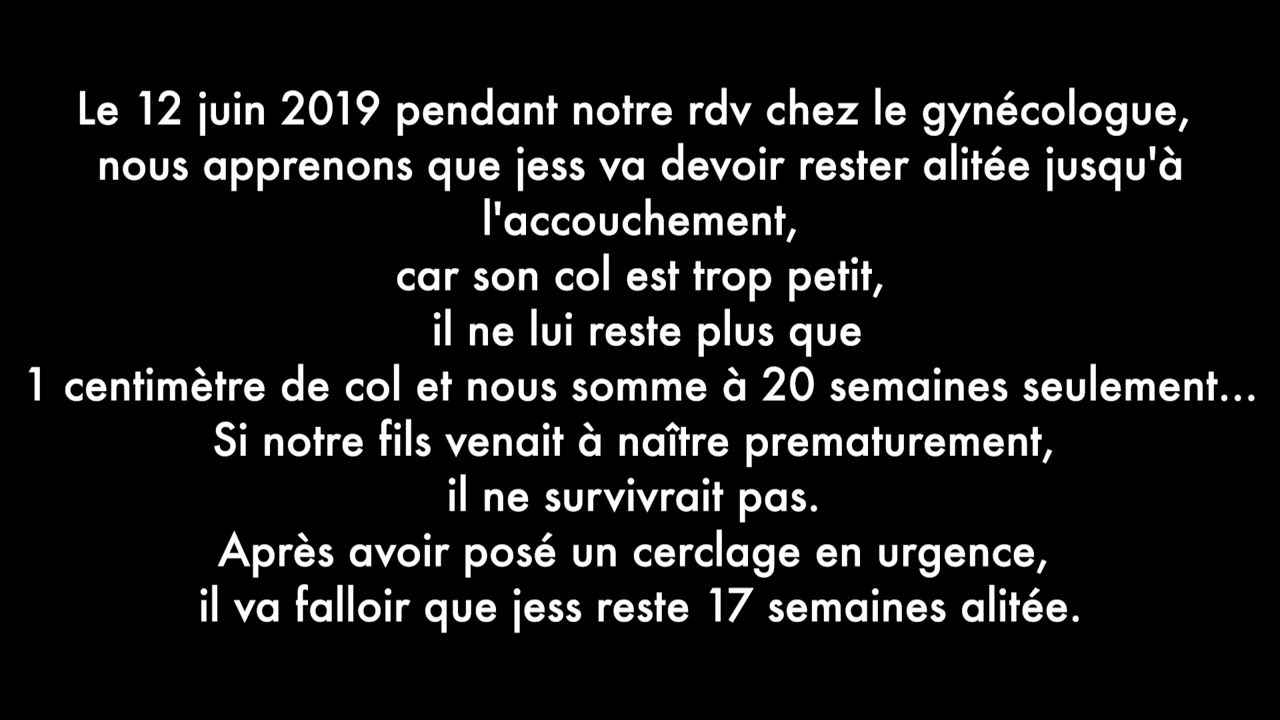 Le 12 juin 2019 pendant notre rdv chez le gynécologue,
nous apprenons que jess va devoir rester alitée jusqu'à
l'accouchement,
car son col est trop petit,
il ne lui reste plus que
1 centimètre de col et nous somme à 20 semaines seulement...
Si notre fils venait à naître prematurement,
il ne survivrait pas.
Après avoir posé un cerclage en urgence,
il va falloir que jess reste 17 semaines alitée.